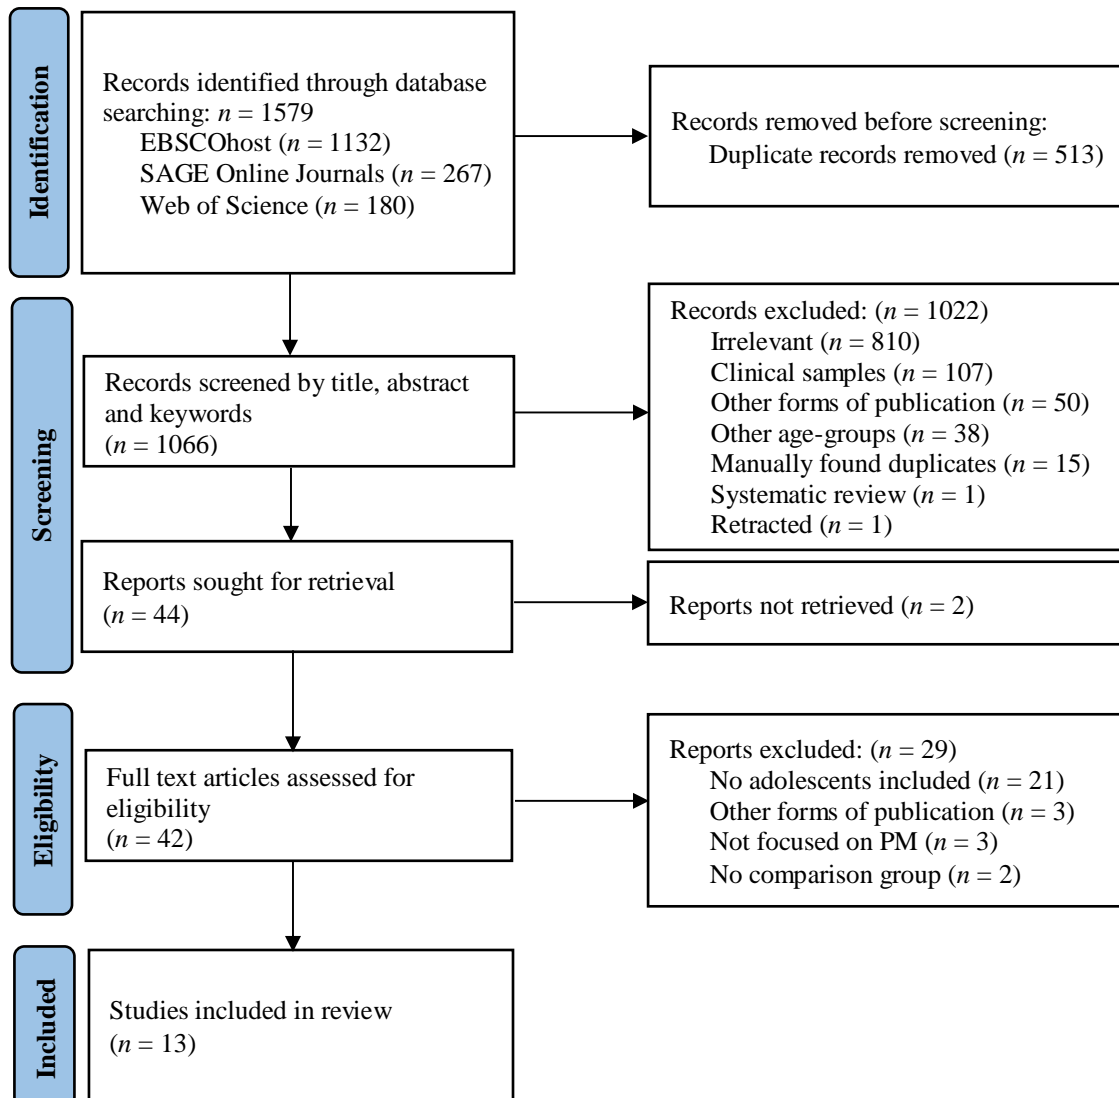 Identification
Records identified through database
searching: n = 1579
EBSCOhost (n = 1132)
SAGE Online Journals (n = 267)
Web of Science (n = 180)
Records removed before screening:
Duplicate records removed (n = 513)
Screening
Records screened by title, abstract
and keywords
(n = 1066)
Records excluded: (n = 1022)
Irrelevant (n = 810)
Clinical samples (n = 107)
Other forms of publication (n = 50)
Other age-groups (n = 38)
Manually found duplicates (n = 15)
Systematic review (n = 1)
Retracted (n = 1)
Reports sought for retrieval
(n = 44)
Reports not retrieved (n = 2)
Eligibility
Full text articles assessed for
eligibility
(n = 42)
Reports excluded: (n = 29)
No adolescents included (n = 21)
Other forms of publication (n = 3)
Not focused on PM (n = 3)
No comparison group (n = 2)
Included
Studies included in review
(n = 13)